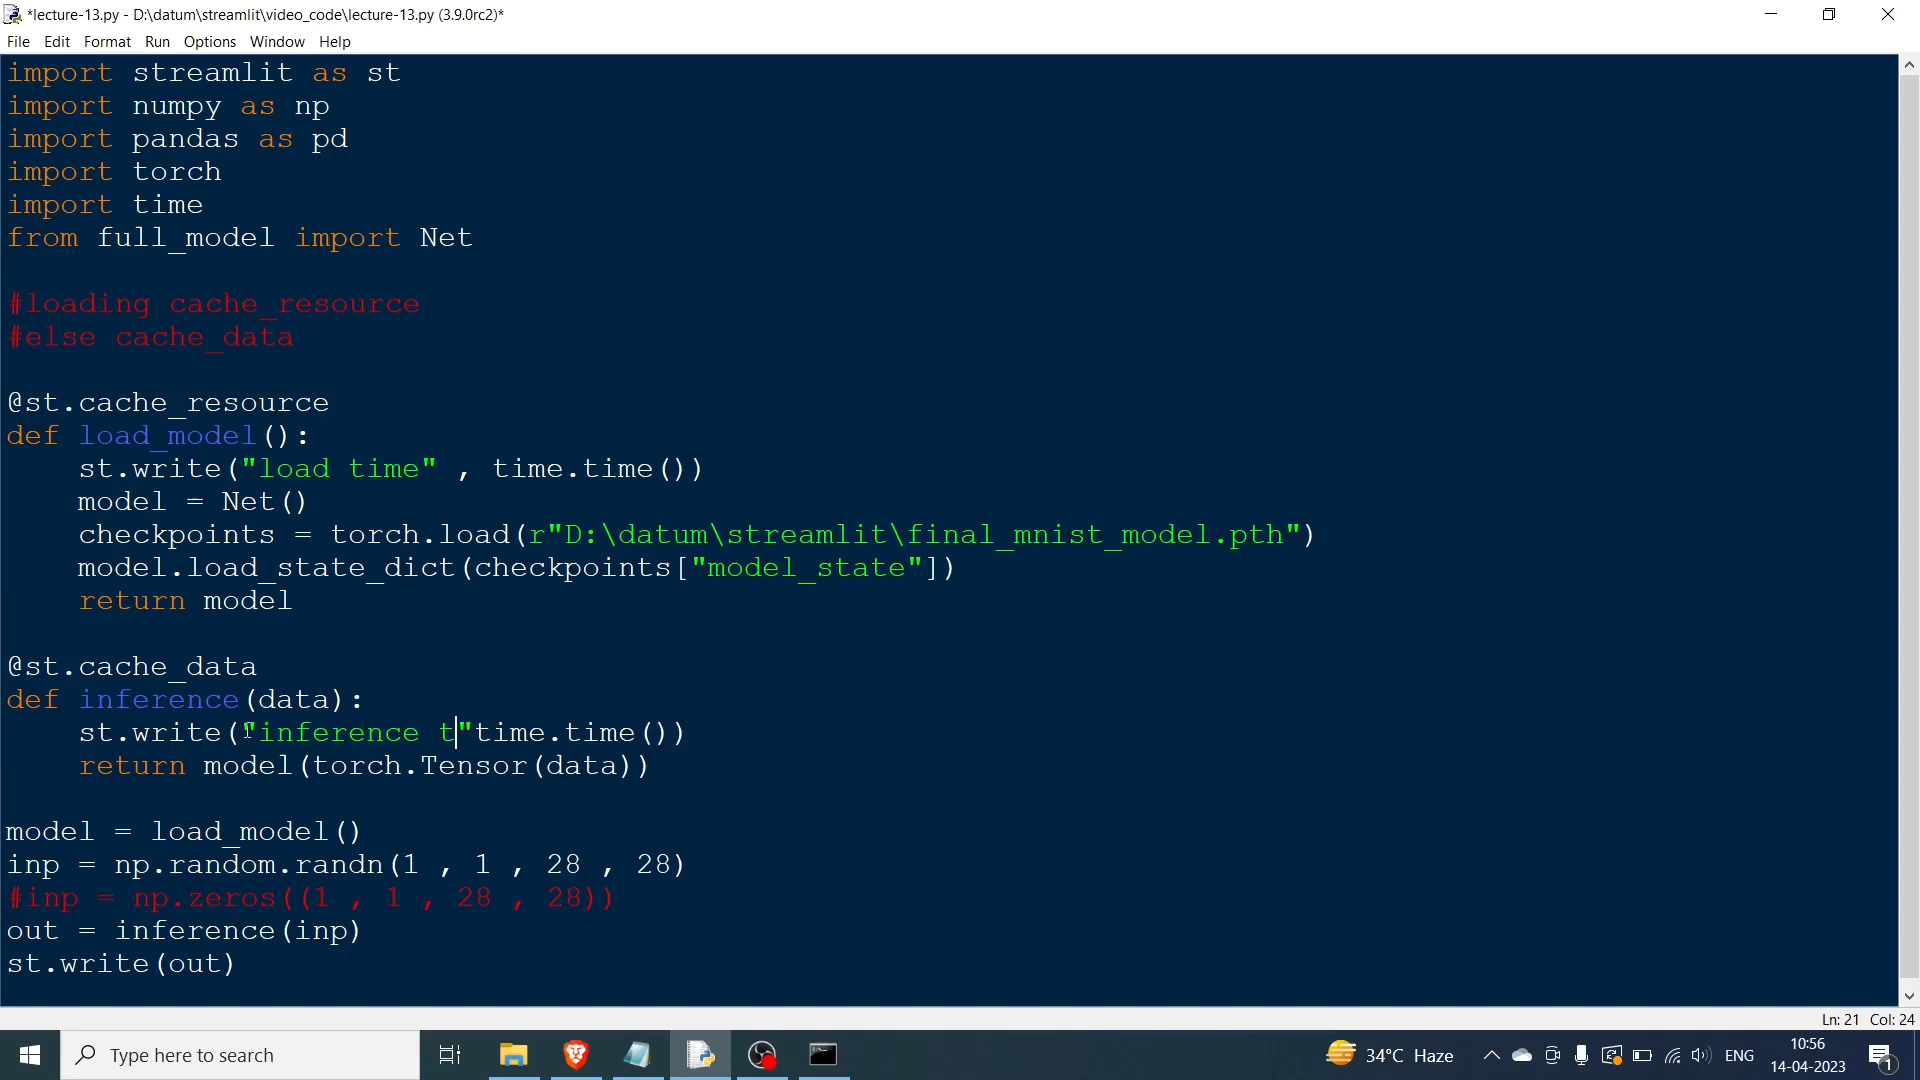 *lecture-13.py - D:\datum\streamlit\video_code\lecture-13.py (3.9.0rc2)*
File Edit Format Run Options Window Help
import streamlit as st
import numpy as np
import pandas as pd
import torch
import time
from full_model import Net
#loading cache_resource
#else cache_data
@st.cache_resource
def load_model():
    st.write("load time" , time.time())
    model = Net()
    checkpoints = torch.load(r"D:\datum\streamlit\final_mnist_model.pth")
    model.load_state_dict(checkpoints["model_state"])
    return model
@st.cache_data
def inference(data):
    st.write("inference t"time.time())
    return model(torch.Tensor(data))
model = load_model()
inp = np.random.randn(1 , 1 , 28 , 28)
#inp = np.zeros((1 , 1 , 28 , 28))
out = inference(inp)
st.write(out)
Ln: 21 Col: 24
Type here to search
34°C Haze
ENG
10:56
14-04-2023
1